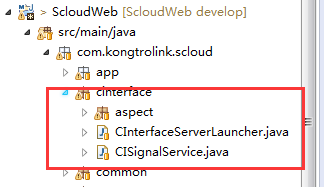 > ScloudWeb [ScloudWeb develop]
src/main/java
com.kongtrolink.scloud
app
cinterface
aspect
CInterfaceServerLauncher.java
CISignalService.java
common